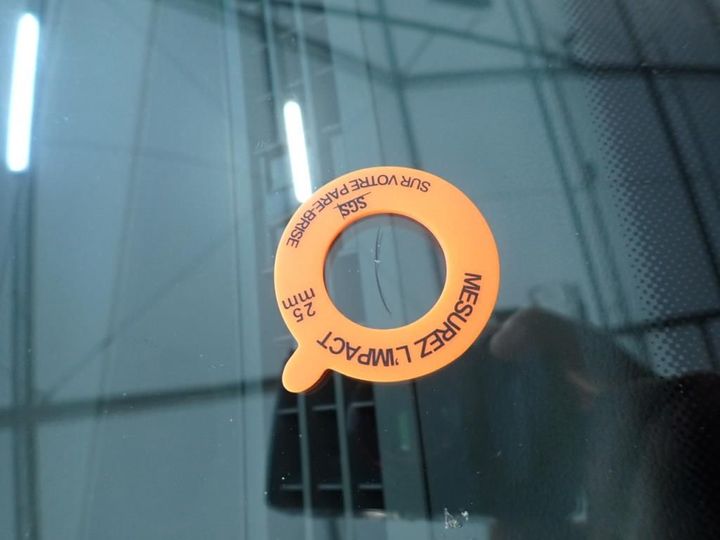 MESUREZ L'IMPACT
SUR VOTRE PARE-BRISE
SGS
25
mm